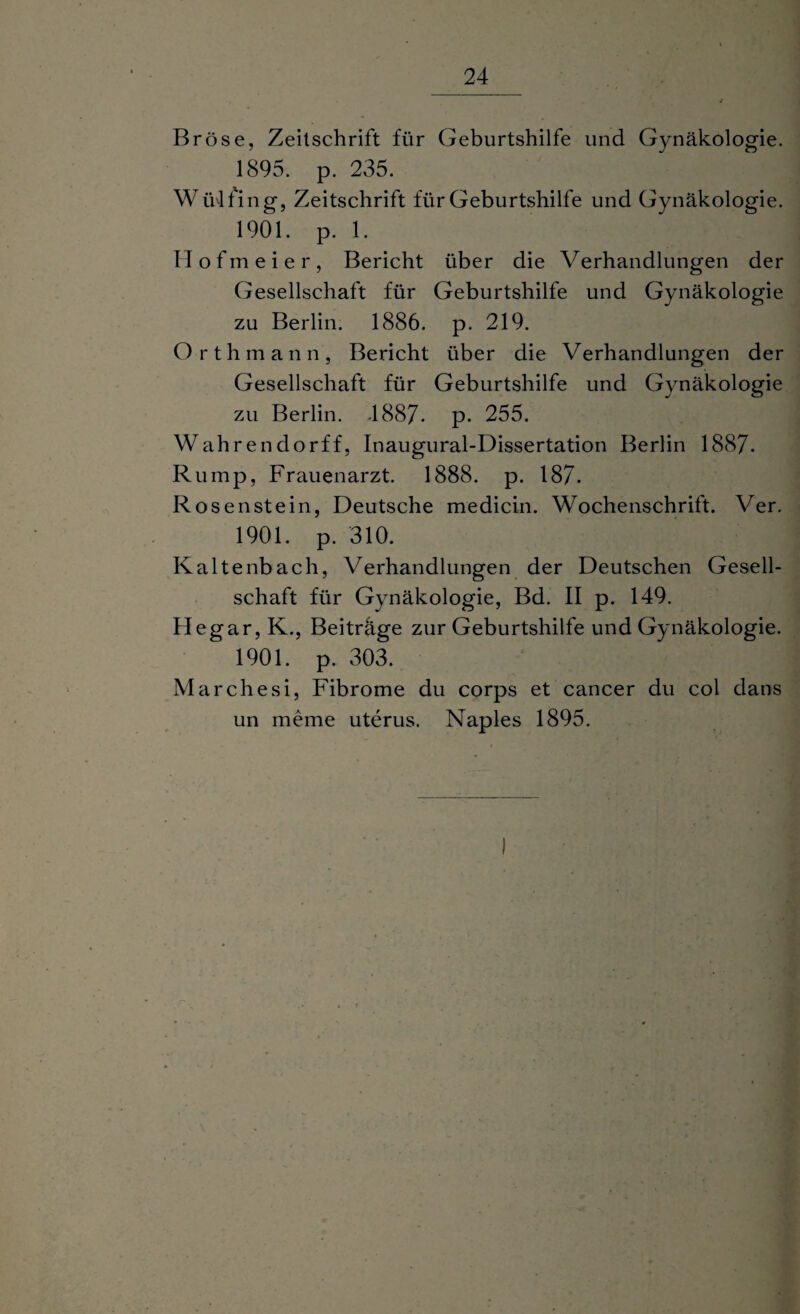 24
Bröse, Zeitschrift für Geburtshilfe und Gynäkologie.
1895. p. 235.
Wülfing, Zeitschrift für Geburtshilfe und Gynäkologie.
1901. p. 1.
Hofmeier, Bericht über die Verhandlungen der
Gesellschaft für Geburtshilfe und Gynäkologie
zu Berlin. 1886. p. 219.
Orthmann, Bericht über die Verhandlungen der
Gesellschaft für Geburtshilfe und Gynäkologie
zu Berlin. 1887. p. 255.
Wahrendorff, Inaugural-Dissertation Berlin 1887.
Rump, Frauenarzt. 1888. p. 187.
Rosenstein, Deutsche medicin. Wochenschrift. Ver.
1901. p. 310.
Kaltenbach, Verhandlungen der Deutschen Gesell-
schaft für Gynäkologie, Bd. II p. 149.
Hegar, K., Beiträge zur Geburtshilfe und Gynäkologie.
1901. p. 303.
Marchesi, Fibrome du corps et cancer du col dans
un même utérus. Naples 1895.